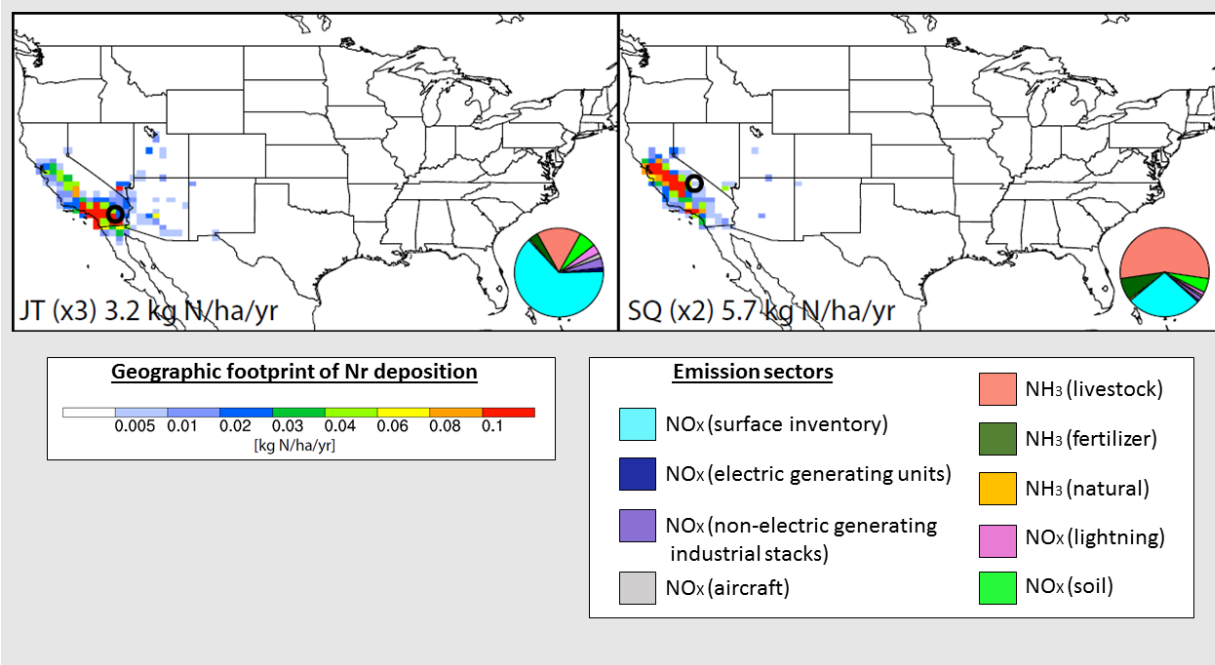 JT (x3) 3.2 kg N/ha/yr
SQ (x2) 5.7 kg N/ha/yr
Geographic footprint of Nr deposition
0.005 0.01 0.02 0.03 0.04 0.06 0.08 0.1
[kg N/ha/yr]
Emission sectors
NOx (surface inventory)
NOx (electric generating units)
NOx (non-electric generating
industrial stacks)
NOx (aircraft)
NH3 (livestock)
NH3 (fertilizer)
NH3 (natural)
NOx (lightning)
NOx (soil)